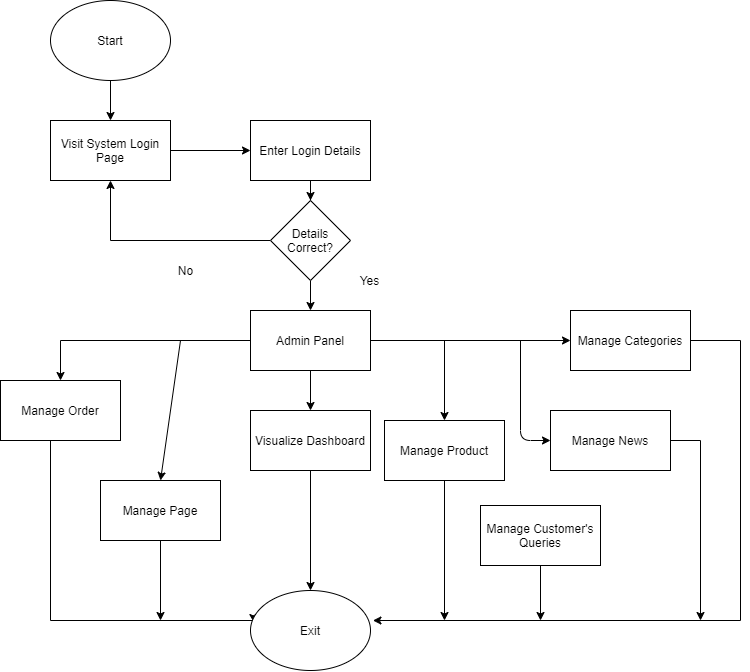 Start
Visit System Login
Page
Enter Login Details
Details
Correct?
No
Yes
Admin Panel
Manage Categories
Manage Order
Visualize Dashboard
Manage Product
Manage News
Manage Page
Manage Customer's
Queries
Exit